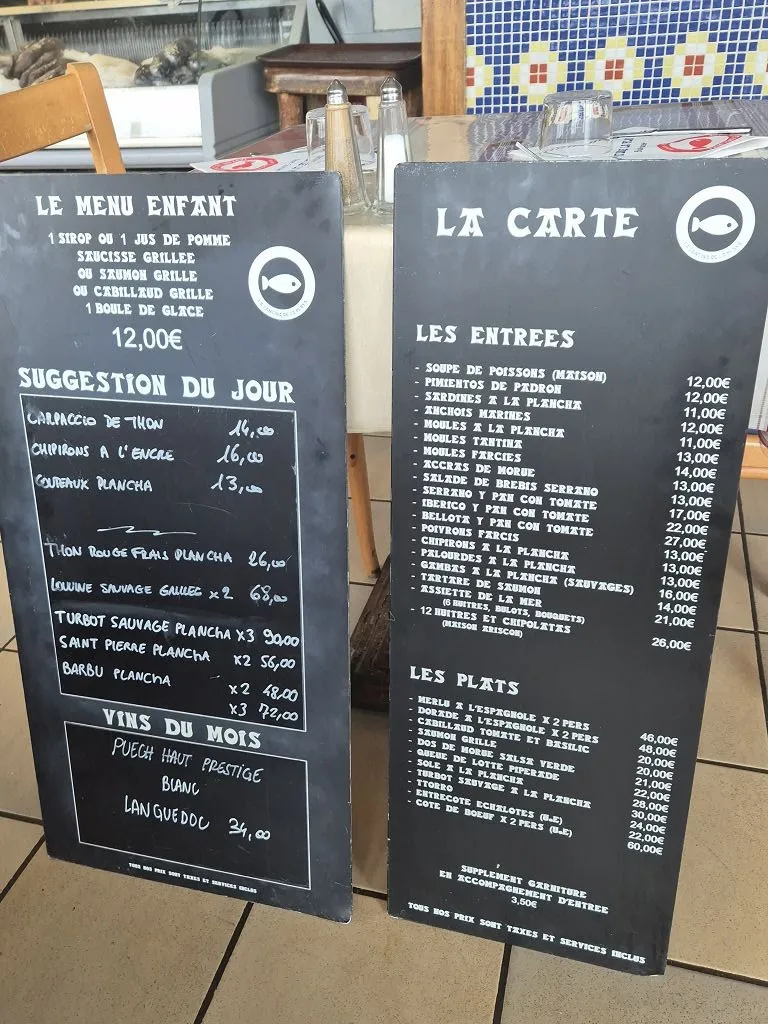 LE MENU ENFANT
1 SIROP OU 1 JUS DE POMME
SAUCISSE GRILLEE
OU SAUMON GRILLE
OU CABILLAUD GRILLE
1 BOULE DE GLACE
12,00€
SUGGESTION DU JOUR
CARPACCIO DE THON 14,00
CHIPIRONS A L'ENCRE 16,00
COUTEAUX PLANCHA 13,00
THON ROUGE FRAIS PLANCHA 26,00
LOUVINE SAUVAGE GRILLEE x2 68,00
TURBOT SAUVAGE PLANCHA x3 90,00
SAINT PIERRE PLANCHA x2 56,00
BARBU PLANCHA x2 48,00
x3 72,00
VINS DU MOIS
PUECH HAUT PRESTIGE
BLANC
LANGUEDOC 34,00
TOUS NOS PRIX SONT TAXES ET SERVICES INCLUS
LA CARTE
LES ENTREES
- SOUPE DE POISSONS (MAISON) 12,00€
- PIMIENTOS DE PADRON 12,00€
- SARDINES A LA PLANCHA 11,00€
- ANCHOIS MARINES 12,00€
- MOULES A LA PLANCHA 11,00€
- MOULES TANTINA 13,00€
- MOULES FARCIES 14,00€
- ACCRAS DE MORUE 13,00€
- SALADE DE BREBIS SERRANO 13,00€
- SERRANO Y PAN CON TOMATE 17,00€
- IBERICO Y PAN CON TOMATE 22,00€
- BELLOTA Y PAN CON TOMATE 27,00€
- POIVRONS FARCIS 13,00€
- CHIPIRONS A LA PLANCHA 13,00€
- PALOURDES A LA PLANCHA 13,00€
- GAMBAS A LA PLANCHA (SAUVAGES) 16,00€
- TARTARE DE SAUMON 14,00€
- ASSIETTE DE LA MER 21,00€
(6 HUITRES, BULOTS, BOUQUETS)
- 12 HUITRES ET CHIPOLATAS 26,00€
(MAISON ARISCON)
LES PLATS
- MERLU A L'ESPAGNOLE X 2 PERS 46,00€
- DORADE A L'ESPAGNOLE X 2 PERS 48,00€
- CABILLAUD TOMATE ET BASILIC 20,00€
- SAUMON GRILLE 20,00€
- DOS DE MORUE SALSA VERDE 21,00€
- QUEUE DE LOTTE PIPERADE 22,00€
- SOLE A LA PLANCHA 28,00€
- TURBOT SAUVAGE A LA PLANCHA 30,00€
- TTORRO 24,00€
- ENTRECOTE ECHALOTES (U.E) 22,00€
- COTE DE BOEUF X 2 PERS (U.E) 60,00€
SUPPLEMENT GARNITURE
EN ACCOMPAGNEMENT D'ENTREE
3,50€
TOUS NOS PRIX SONT TAXES ET SERVICES INCLUS